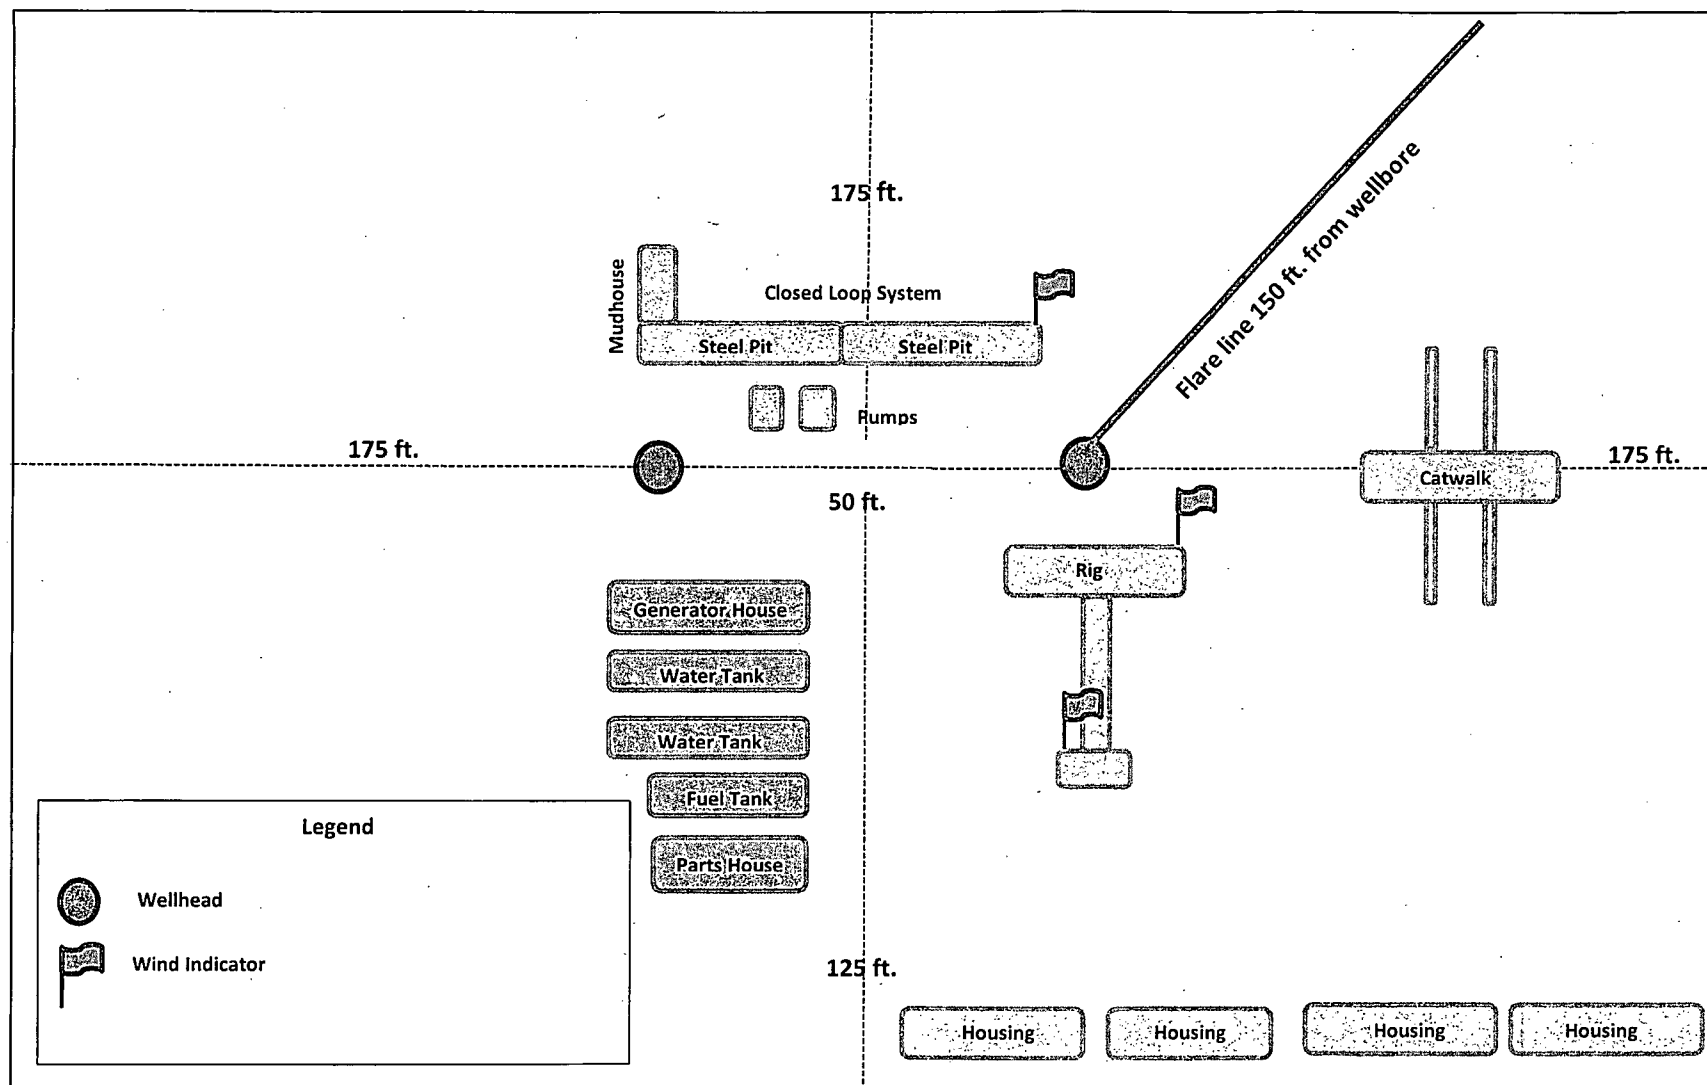 175 ft.
Flare line 150 ft. from wellbore
Mudhouse
Closed Loop System
Steel Pit
Steel Pit
Pumps
175 ft.
175 ft.
Catwalk
50 ft.
Rig
Generator House
Water Tank
Water Tank
Fuel Tank
Parts House
Legend
Wellhead
Wind Indicator
125 ft.
Housing
Housing
Housing
Housing